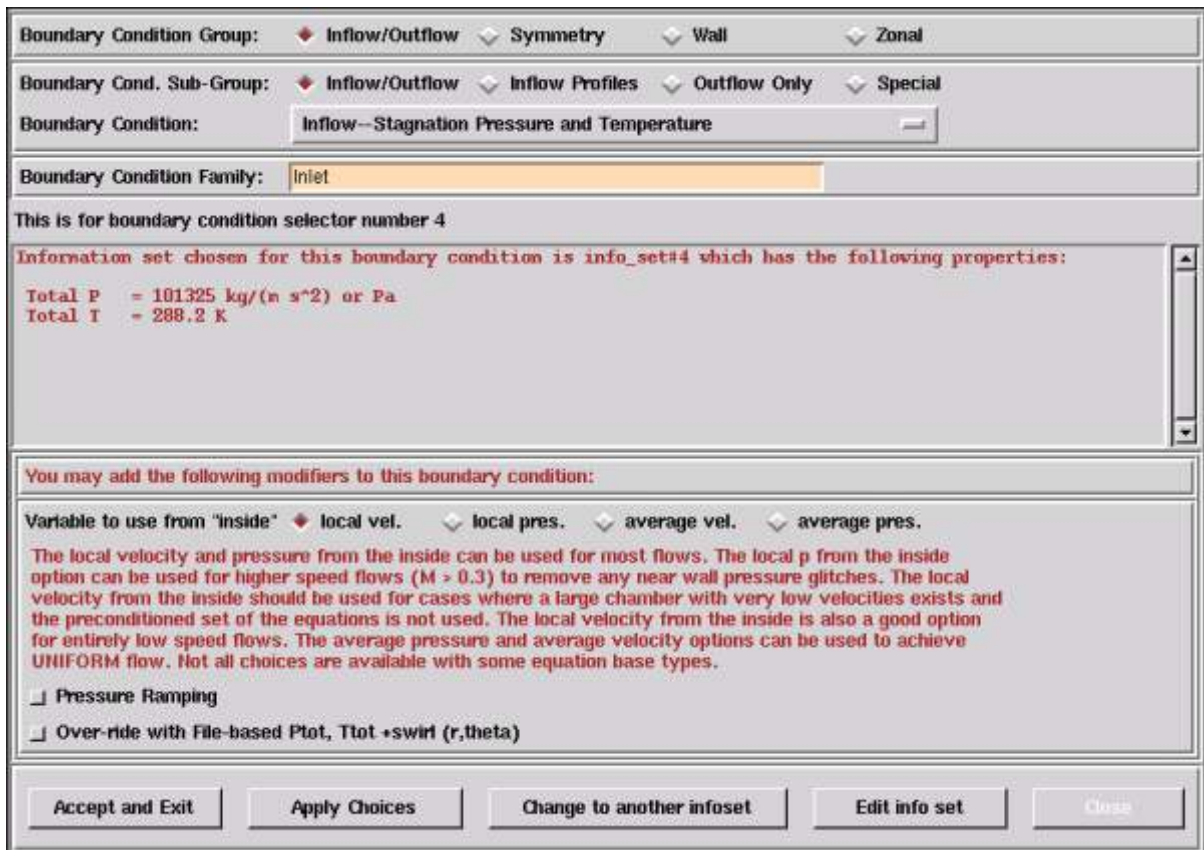 Boundary Condition Group: Inflow/Outflow Symmetry Wall Zonal
Boundary Cond. Sub-Group: Inflow/Outflow Inflow Profiles Outflow Only Special
Boundary Condition: Inflow--Stagnation Pressure and Temperature
Boundary Condition Family: Inlet
This is for boundary condition selector number 4
Information set chosen for this boundary condition is info_set#4 which has the following properties:
Total P = 101325 kg/(m s^2) or Pa
Total T = 288.2 K
You may add the following modifiers to this boundary condition:
Variable to use from "inside" local vel. local pres. average vel. average pres.
The local velocity and pressure from the inside can be used for most flows. The local p from the inside
option can be used for higher speed flows (M > 0.3) to remove any near wall pressure glitches. The local
velocity from the inside should be used for cases where a large chamber with very low velocities exists and
the preconditioned set of the equations is not used. The local velocity from the inside is also a good option
for entirely low speed flows. The average pressure and average velocity options can be used to achieve
UNIFORM flow. Not all choices are available with some equation base types.
Pressure Ramping
Over-ride with File-based Ptot, Ttot +swirl (r,theta)
Accept and Exit Apply Choices Change to another infoset Edit info set Close